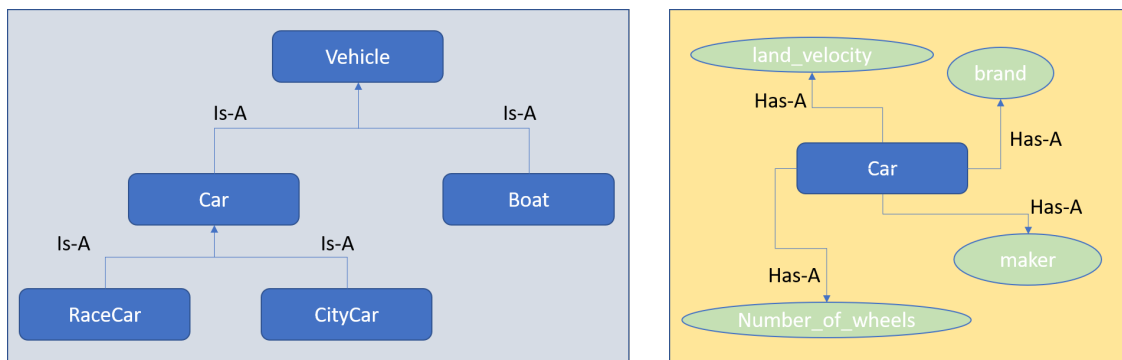 Vehicle
Is-A
Is-A
Car
Boat
Is-A
Is-A
RaceCar
CityCar
land_velocity
brand
Has-A
Has-A
Car
Has-A
maker
Has-A
Number_of_wheels